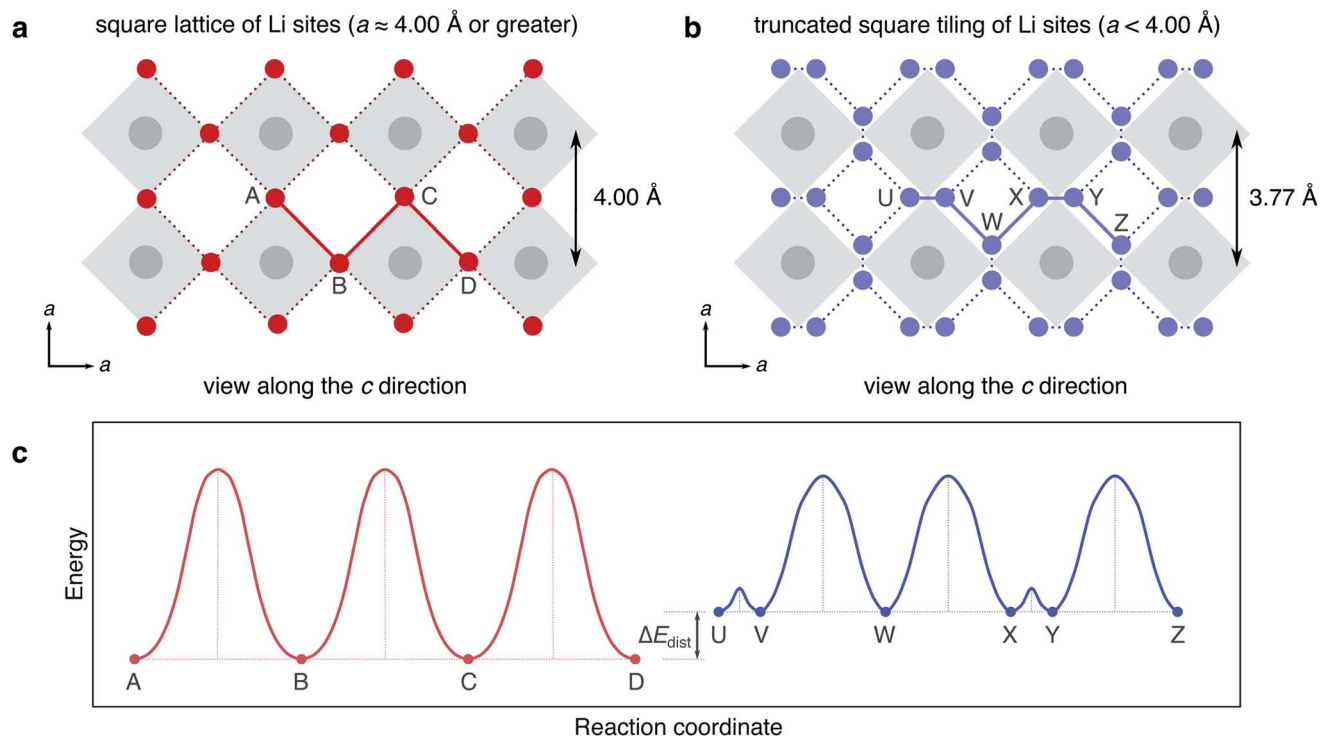 a
square lattice of Li sites (a ≈ 4.00 Å or greater)
A
C
B
D
4.00 Å
a
a
view along the c direction
b
truncated square tiling of Li sites (a < 4.00 Å)
U
V
X
Y
W
Z
3.77 Å
a
a
view along the c direction
c
Energy
A
B
C
D
ΔEdist
U
V
W
X
Y
Z
Reaction coordinate